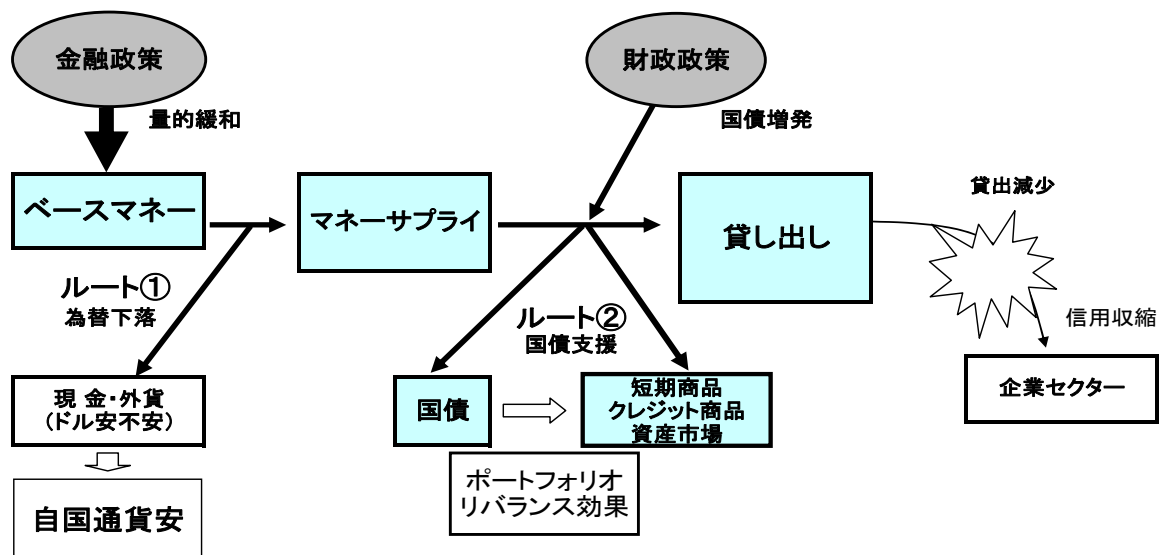 金融政策
財政政策
量的緩和
国債増発
ベースマネー
マネーサプライ
貸し出し
貸出減少
ルート①
為替下落
ルート②
国債支援
信用収縮
現 金・外貨
(ドル安不安)
国債
短期商品
クレジット商品
資産市場
企業セクター
自国通貨安
ポートフォリオ
リバランス効果